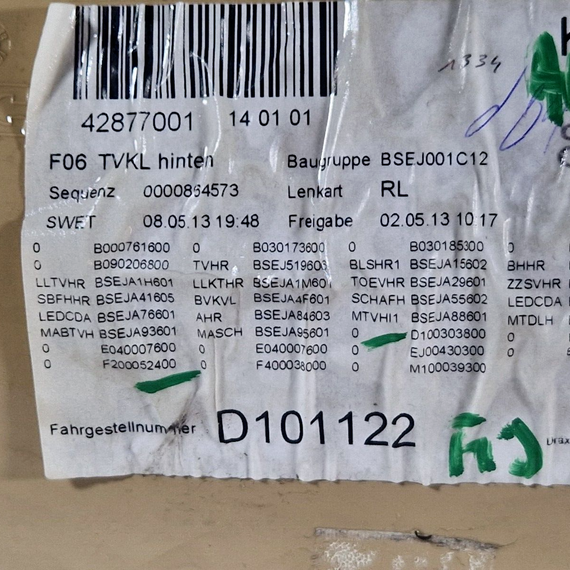 42877001 14 01 01
1334
F06 TVKL hinten Baugruppe BSEJ001C12
Sequenz 0000864573 Lenkart RL
SWET 08.05.13 19:48 Freigabe 02.05.13 10:17
0 B000761600 0 B030173600 0 B030185300 0
0 B090206800 TVHR BSEJ519603 BLSHR1 BSEJA15602 BHHR
LLTVHR BSEJA1H601 LLKTHR BSEJA1M601 TOEVHR BSEJA29601 ZZSVHR
SBFHHR BSEJA41605 BVKVL BSEJA4F601 SCHAFH BSEJA55602 LEDCDA
LEDCDA BSEJA76601 AHR BSEJA84603 MTVHI1 BSEJA88601 MTDLH
MABTVH BSEJA93601 MASCH BSEJA95601 0 D100303800 0
0 E040007600 0 E040007600 0 EJ00430300 0
0 F200052400 0 F400038000 M100039300
Fahrgestellnummer D101122